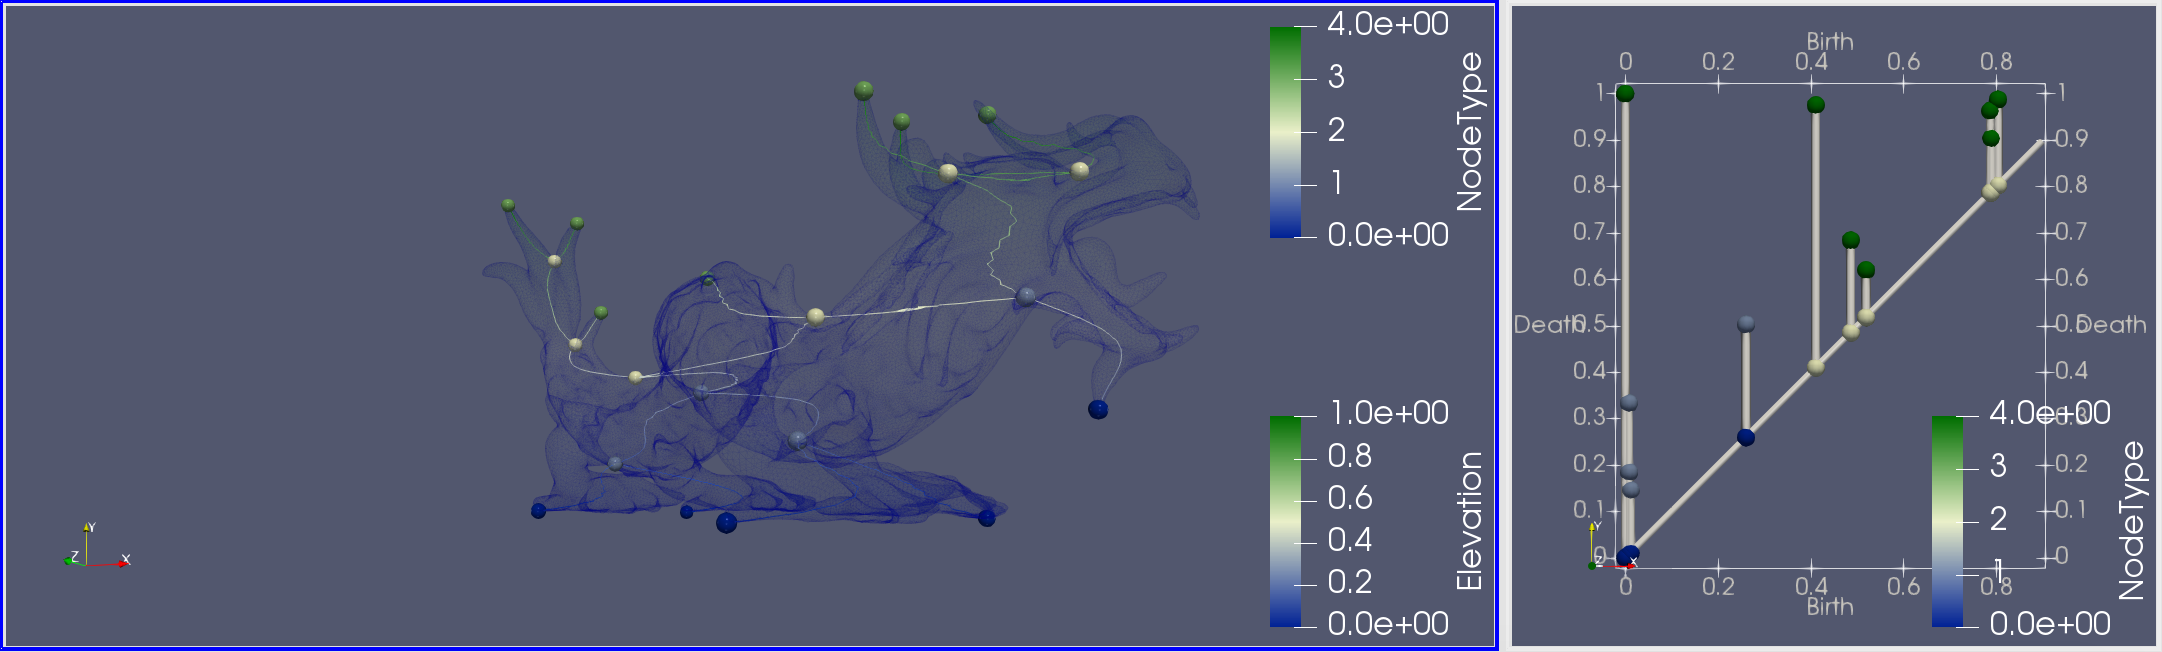 4.0e+00
3
2
1
0.0e+00
NodeType
1.0e+00
0.8
0.6
0.4
0.2
0.0e+00
Elevation
Y
Z
X
Birth
0 0.2 0.4 0.6 0.8
1 1
0.9 0.9
0.8 0.8
0.7 0.7
0.6 0.6
Death 0.5 0.5 Death
0.4 0.4
0.3 0.3
0.2 0.2
0.1 0.1
0 0
0 0.2 0.4 0.6 0.8
Birth
Y
Z
X
4.0e+00
3
2
1
0.0e+00
NodeType